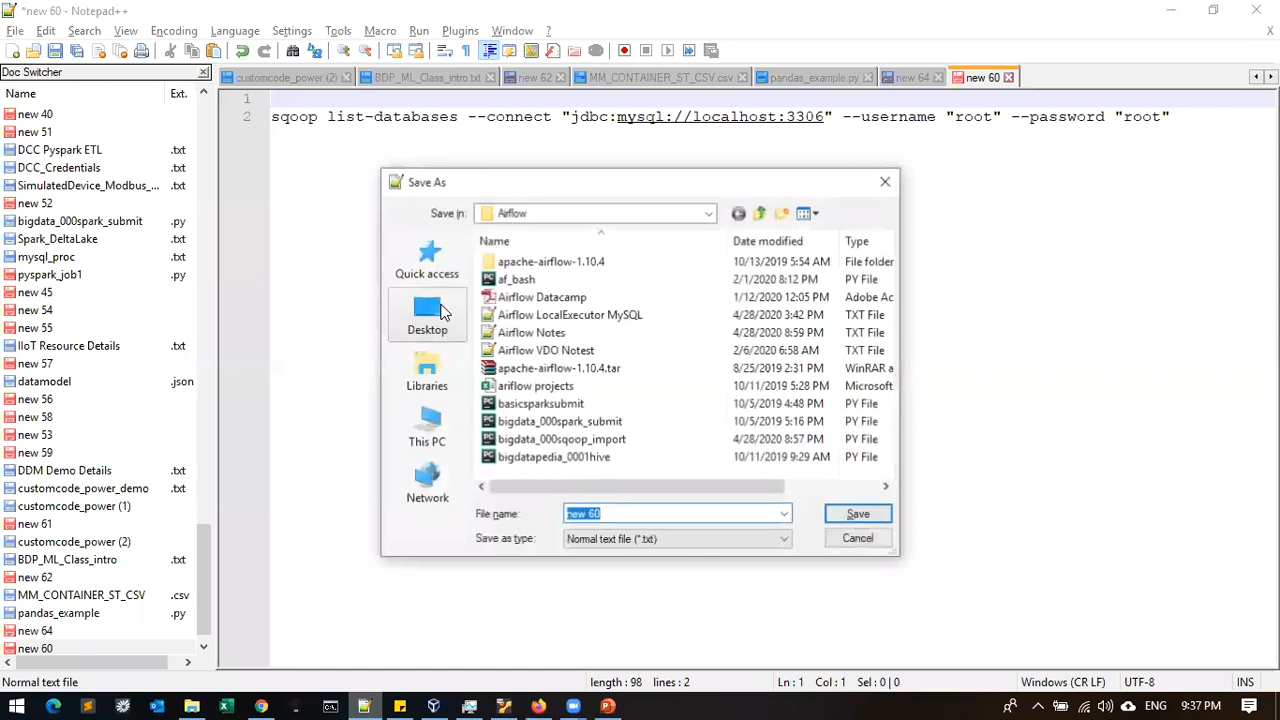 *new 60 - Notepad++
File Edit Search View Encoding Language Settings Tools Macro Run Plugins Window ? X
Doc Switcher
customcode_power (2) BDP_ML_Class_intro.txt new 62 MM_CONTAINER_ST_CSV.csv pandas_example.py new 64 new 60
Name Ext.
new 40
new 51
DCC Pyspark ETL .txt
DCC_Credentials .txt
SimulatedDevice_Modbus_... .txt
new 52
bigdata_000spark_submit .py
Spark_DeltaLake .txt
mysql_proc .txt
pyspark_job1 .py
new 45
new 54
new 55
IIoT Resource Details .txt
new 57
datamodel .json
new 56
new 58
new 53
new 59
DDM Demo Details .txt
customcode_power_demo .txt
customcode_power (1)
new 61
customcode_power (2)
BDP_ML_Class_intro .txt
new 62
MM_CONTAINER_ST_CSV .csv
pandas_example .py
new 64
new 60
1
2 sqoop list-databases --connect "jdbc:mysql://localhost:3306" --username "root" --password "root"
Save As
Save in: Airflow
Quick access
Desktop
Libraries
This PC
Network
Name Date modified Type
apache-airflow-1.10.4 10/13/2019 5:54 AM File folder
af_bash 2/1/2020 8:12 PM PY File
Airflow Datacamp 1/12/2020 12:05 PM Adobe Ac
Airflow LocalExecutor MySQL 4/28/2020 3:42 PM TXT File
Airflow Notes 4/28/2020 8:59 PM TXT File
Airflow VDO Notest 2/6/2020 6:58 AM TXT File
apache-airflow-1.10.4.tar 8/25/2019 2:31 PM WinRAR a
ariflow projects 10/11/2019 5:28 PM Microsoft
basicsparksubmit 10/5/2019 4:48 PM PY File
bigdata_000spark_submit 10/5/2019 5:16 PM PY File
bigdata_000sqoop_import 4/28/2020 8:57 PM PY File
bigdatapedia_0001hive 10/11/2019 9:29 AM PY File
File name: new 60 Save
Save as type: Normal text file (*.txt) Cancel
Normal text file length : 98 lines : 2 Ln : 1 Col : 1 Sel : 0 | 0 Windows (CR LF) UTF-8 INS
ENG 9:37 PM